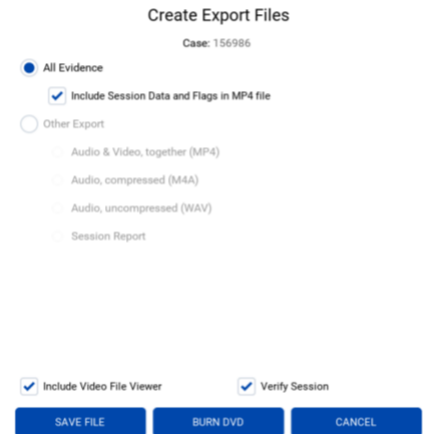 Create Export Files
Case: 156986
All Evidence
Include Session Data and Flags in MP4 file
Other Export
Audio & Video, together (MP4)
Audio, compressed (M4A)
Audio, uncompressed (WAV)
Session Report
Include Video File Viewer
Verify Session
SAVE FILE
BURN DVD
CANCEL